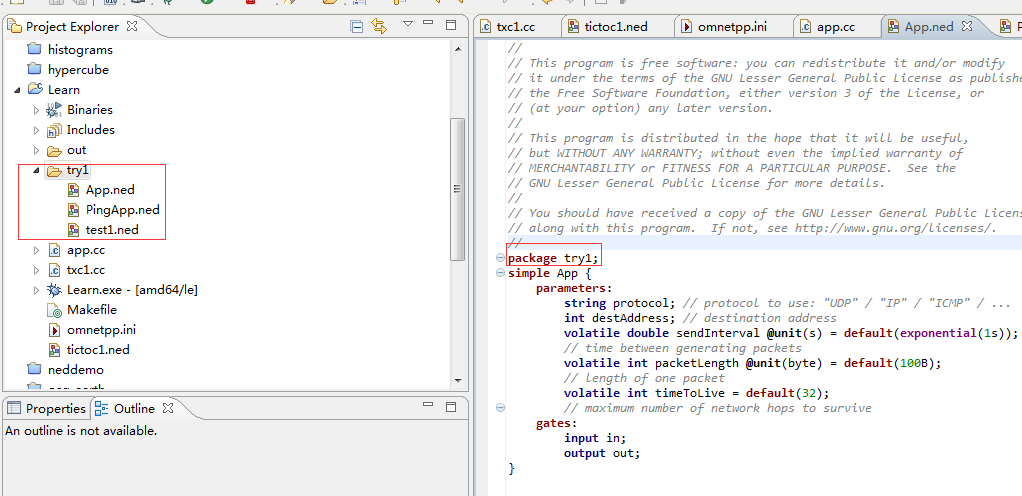 Project Explorer
histograms
hypercube
Learn
Binaries
Includes
out
try1
App.ned
PingApp.ned
test1.ned
app.cc
txc1.cc
Learn.exe - [amd64/le]
Makefile
omnetpp.ini
tictoc1.ned
neddemo
Properties
Outline
An outline is not available.
txc1.cc
tictoc1.ned
omnetpp.ini
app.cc
App.ned
//
// This program is free software: you can redistribute it and/or modify
// it under the terms of the GNU Lesser General Public License as publishe
// the Free Software Foundation, either version 3 of the License, or
// (at your option) any later version.
//
// This program is distributed in the hope that it will be useful,
// but WITHOUT ANY WARRANTY; without even the implied warranty of
// MERCHANTABILITY or FITNESS FOR A PARTICULAR PURPOSE.  See the
// GNU Lesser General Public License for more details.
//
// You should have received a copy of the GNU Lesser General Public Licens
// along with this program.  If not, see http://www.gnu.org/licenses/.
//
package try1;
simple App {
parameters:
string protocol; // protocol to use: "UDP" / "IP" / "ICMP" / ...
int destAddress; // destination address
volatile double sendInterval @unit(s) = default(exponential(1s));
// time between generating packets
volatile int packetLength @unit(byte) = default(100B);
// length of one packet
volatile int timeToLive = default(32);
// maximum number of network hops to survive
gates:
input in;
output out;
}